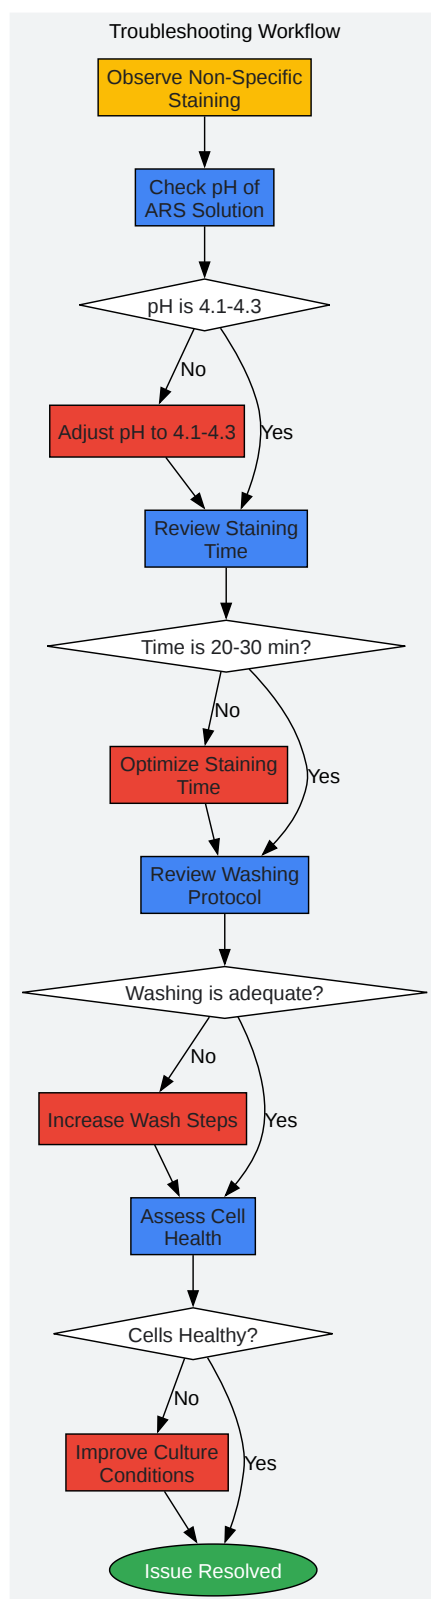 Troubleshooting Workflow
Observe Non-Specific
Staining
Check pH of
ARS Solution
pH is 4.1-4.3
No
Adjust pH to 4.1-4.3
Yes
Review Staining
Time
Time is 20-30 min?
No
Optimize Staining
Time
Yes
Review Washing
Protocol
Washing is adequate?
No
Increase Wash Steps
Yes
Assess Cell
Health
Cells Healthy?
No
Improve Culture
Conditions
Yes
Issue Resolved